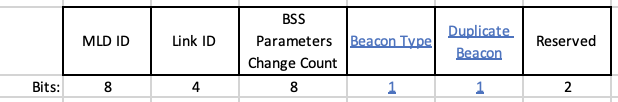 MLD ID
Link ID
BSS
Parameters
Change Count
Beacon Type
Duplicate
Beacon
Reserved
Bits: 8 4 8 1 1 2